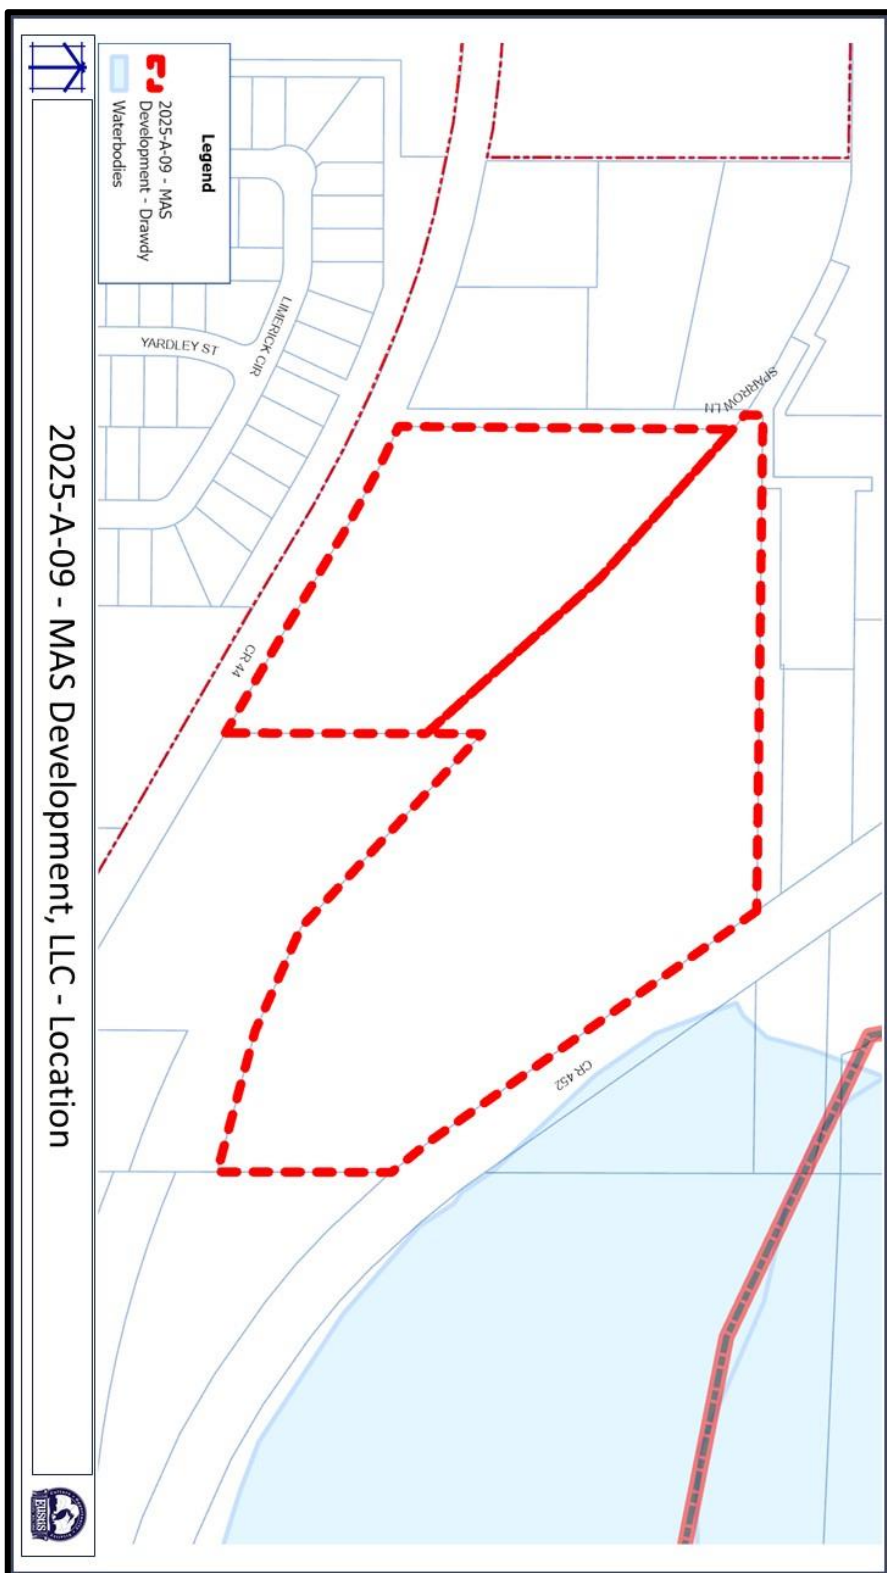 Legend
2025-A-09 - MAS
Development - Drawdy
Waterbodies
SPARROW LN
LIMERICK CIR
YARDLEY ST
CR 44
CR 452
2025-A-09 - MAS Development, LLC - Location
EUSTIS